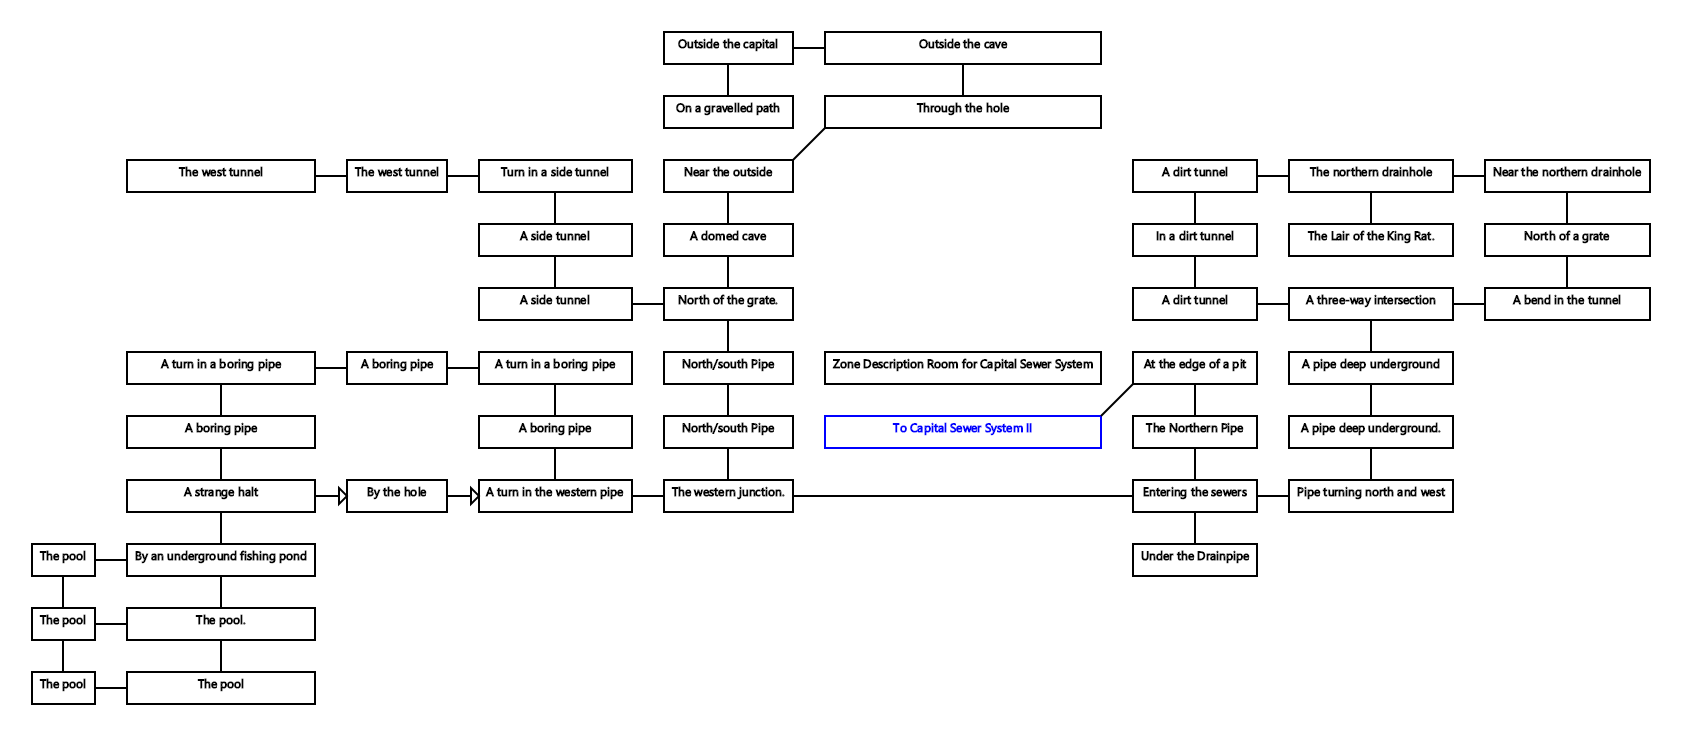 Outside the capital
Outside the cave
On a gravelled path
Through the hole
The west tunnel
The west tunnel
Turn in a side tunnel
Near the outside
A dirt tunnel
The northern drainhole
Near the northern drainhole
A side tunnel
A domed cave
In a dirt tunnel
The Lair of the King Rat.
North of a grate
A side tunnel
North of the grate.
A dirt tunnel
A three-way intersection
A bend in the tunnel
A turn in a boring pipe
A boring pipe
A turn in a boring pipe
North/south Pipe
Zone Description Room for Capital Sewer System
At the edge of a pit
A pipe deep underground
A boring pipe
A boring pipe
North/south Pipe
To Capital Sewer System II
The Northern Pipe
A pipe deep underground.
A strange halt
By the hole
A turn in the western pipe
The western junction.
Entering the sewers
Pipe turning north and west
The pool
By an underground fishing pond
Under the Drainpipe
The pool
The pool.
The pool
The pool